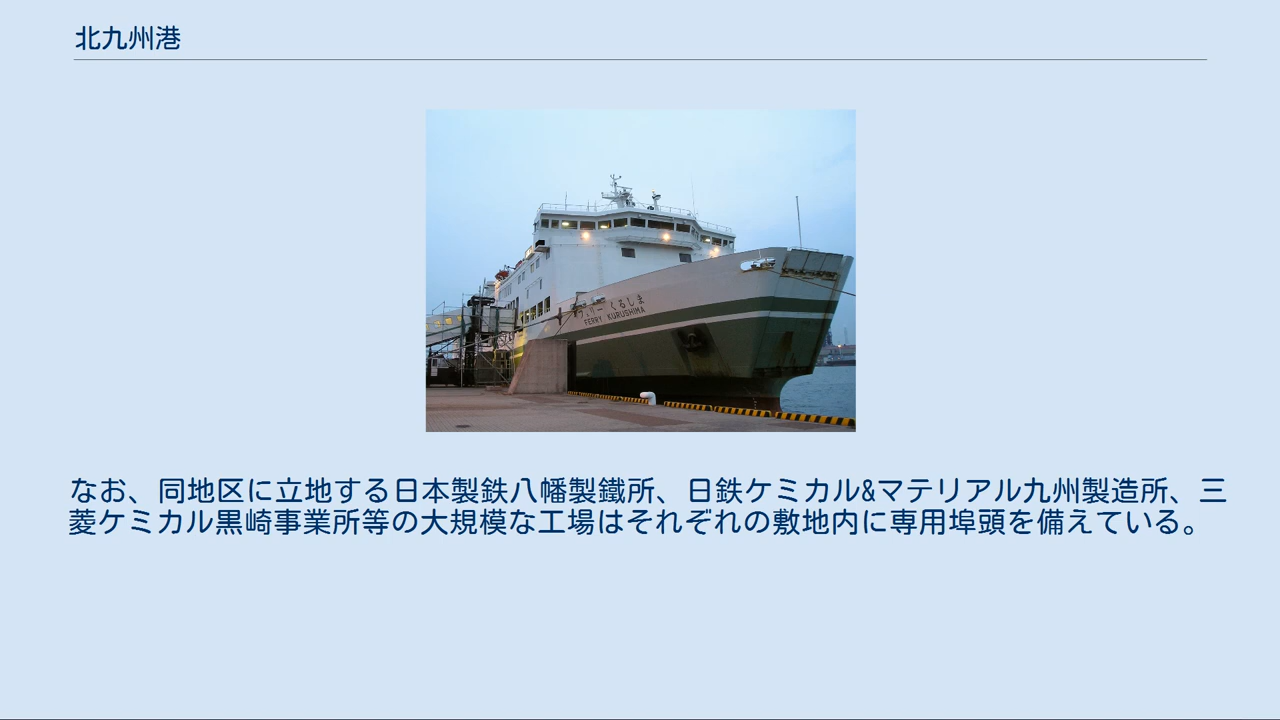 北九州港
フェリーくるしま
FERRY KURUSHIMA
なお、同地区に立地する日本製鉄八幡製鐵所、日鉄ケミカル&マテリアル九州製造所、三
菱ケミカル黒崎事業所等の大規模な工場はそれぞれの敷地内に専用埠頭を備えている。